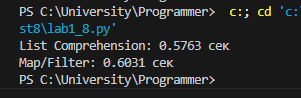 PS C:\University\Programmer>  c:; cd 'c:
st8\lab1_8.py'
List Comprehension: 0.5763 сек
Map/Filter: 0.6031 сек
PS C:\University\Programmer>